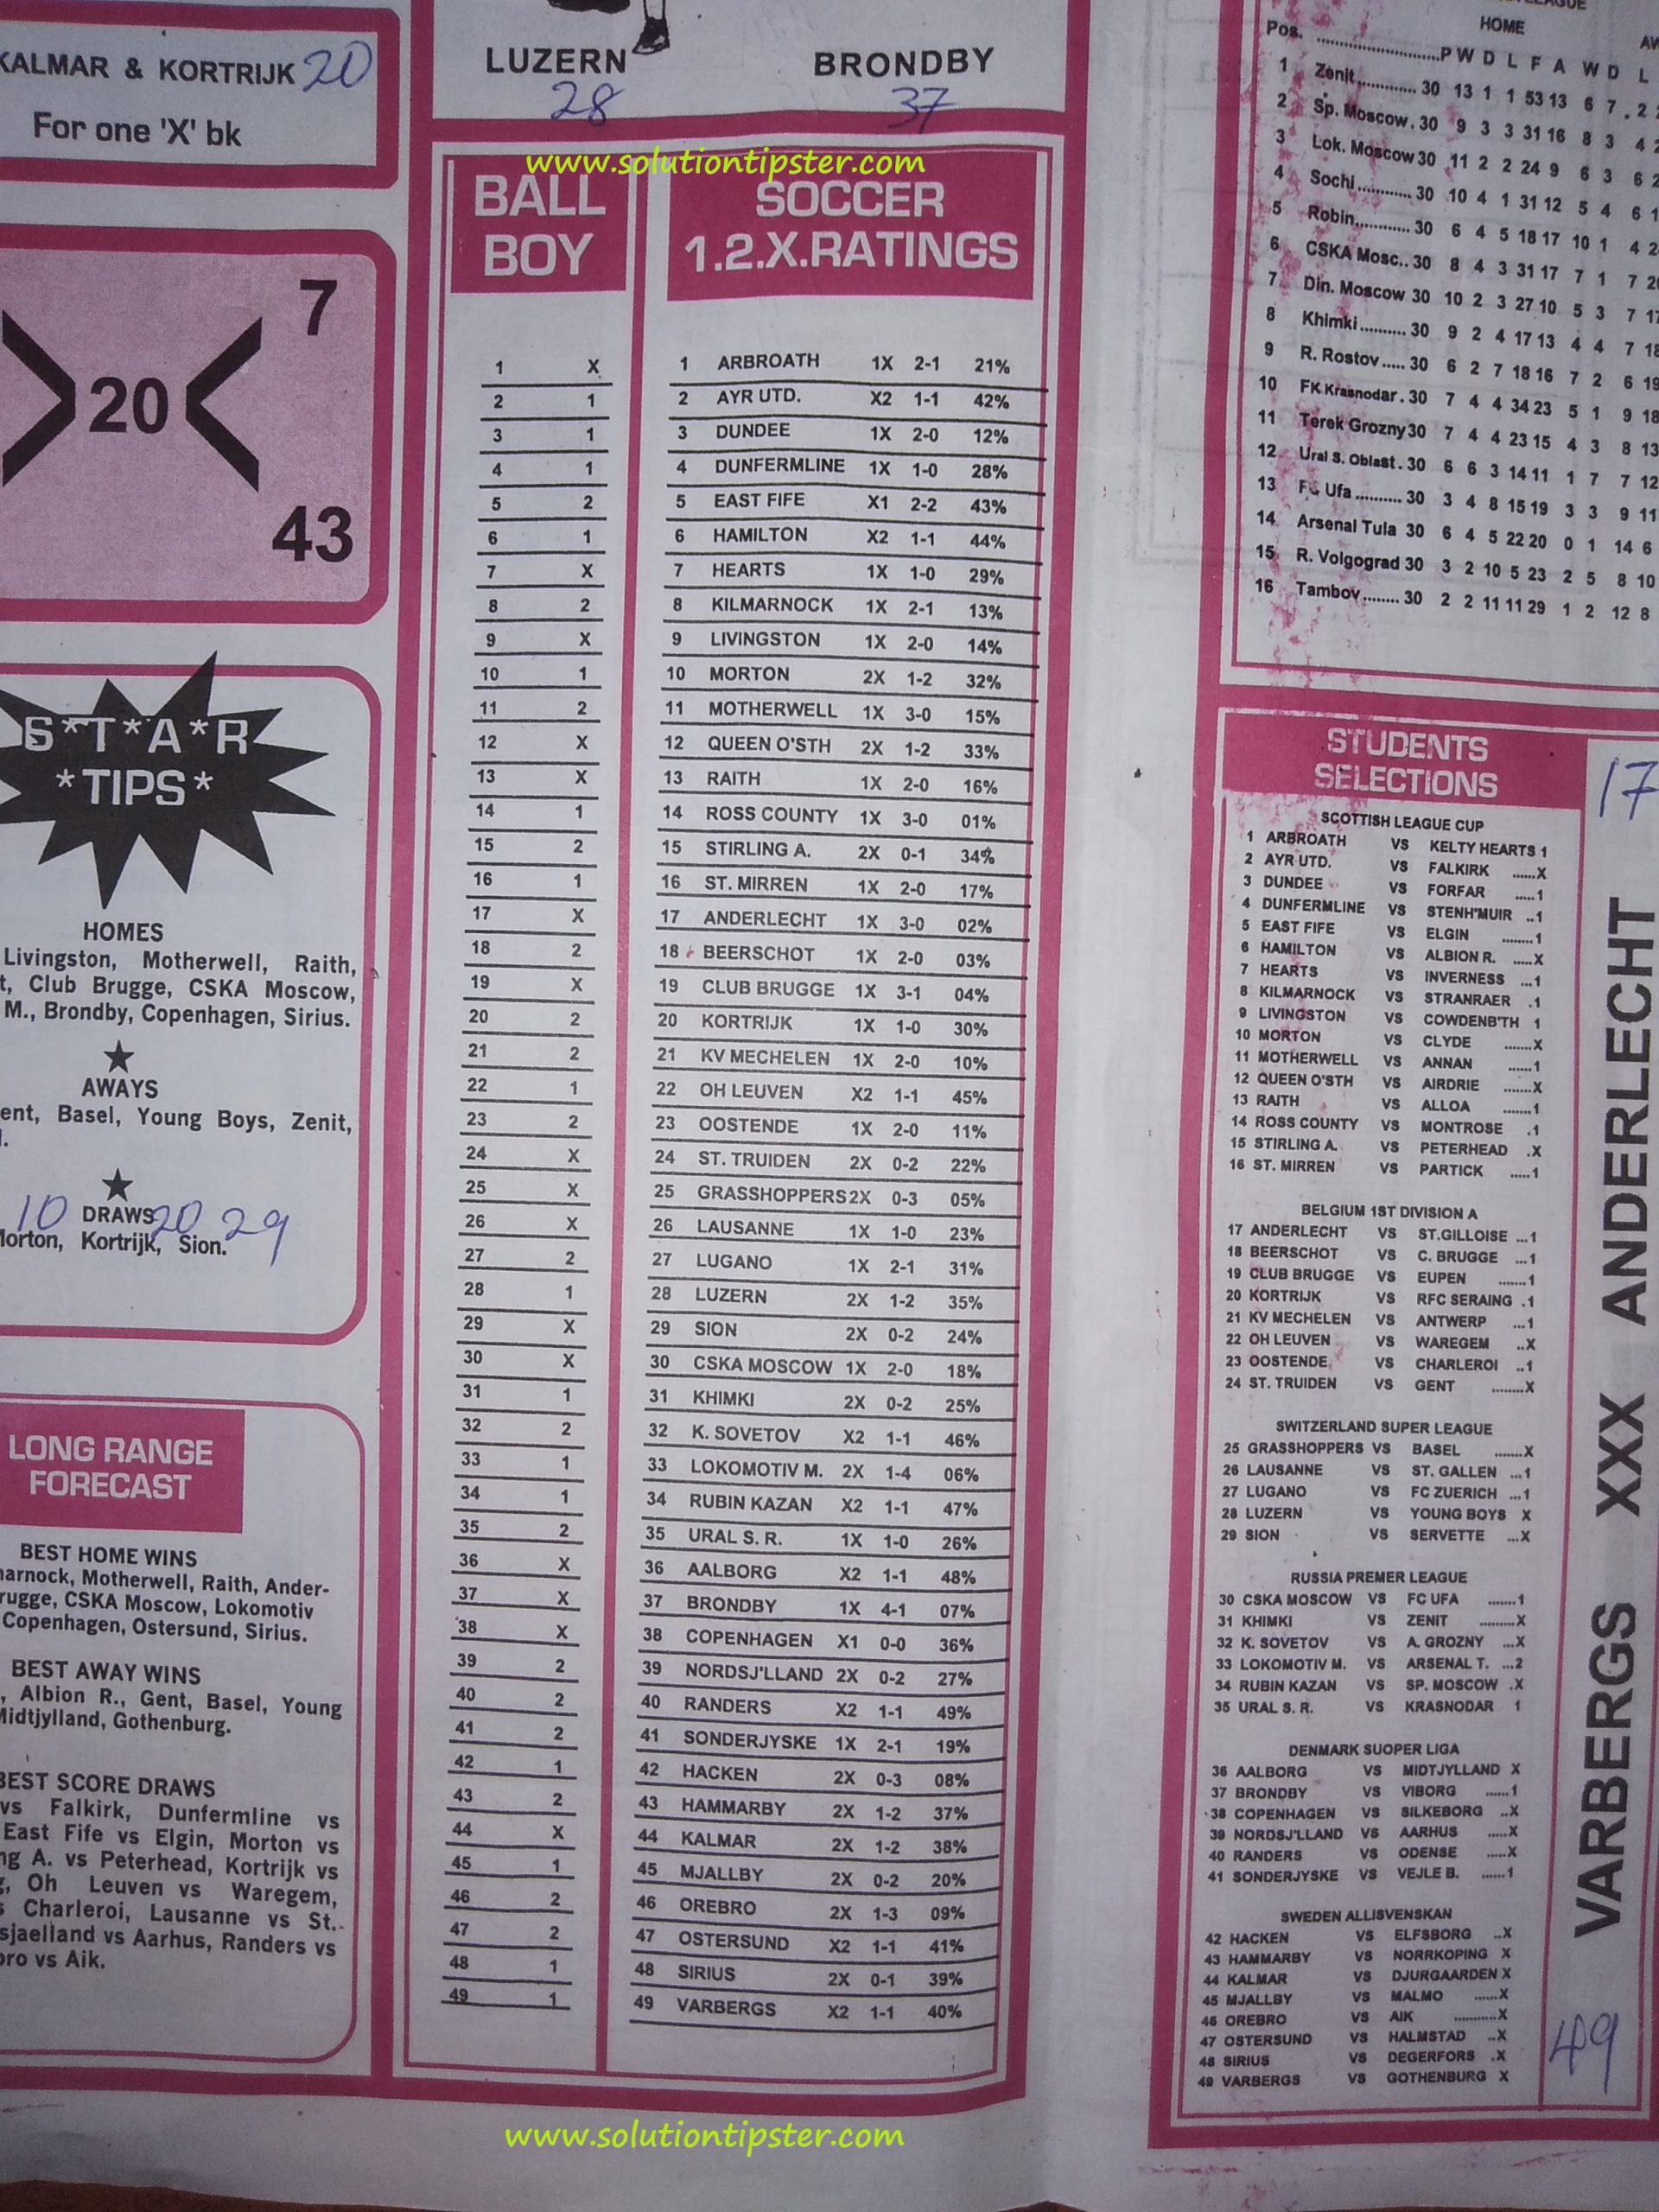 KALMAR & KORTRIJK 20
For one 'X' bk
7
20
43
S*T*A*R
*TIPS*
HOMES
Livingston, Motherwell, Raith,
Club Brugge, CSKA Moscow,
M., Brondby, Copenhagen, Sirius.
AWAYS
Basel, Young Boys, Zenit,
10 DRAWS 20 29
Kortrijk, Sion.
LONG RANGE
FORECAST
BEST HOME WINS
Motherwell, Raith, Ander-
CSKA Moscow, Lokomotiv
Copenhagen, Ostersund, Sirius.
BEST AWAY WINS
, Albion R., Gent, Basel, Young
Gothenburg.
BEST SCORE DRAWS
vs Falkirk, Dunfermline vs
East Fife vs Elgin, Morton vs
A. vs Peterhead, Kortrijk vs
Oh Leuven vs Waregem,
Charleroi, Lausanne vs St.
vs Aarhus, Randers vs
vs Aik.
LUZERN BRONDBY
28 37
www.solutiontipster.com
BALL
BOY
1 X
2 1
3 1
4 1
5 2
6 1
7 X
8 2
9 X
10 1
11 2
12 X
13 X
14 1
15 2
16 1
17 X
18 2
19 X
20 2
21 2
22 1
23 2
24 X
25 X
26 X
27 2
28 1
29 X
30 X
31 1
32 2
33 1
34 1
35 2
36 X
37 X
38 X
39 2
40 2
41 2
42 1
43 2
44 X
45 1
46 2
47 2
48 1
49 1
SOCCER
1.2.X.RATINGS
1 ARBROATH 1X 2-1 21%
2 AYR UTD. X2 1-1 42%
3 DUNDEE 1X 2-0 12%
4 DUNFERMLINE 1X 1-0 28%
5 EAST FIFE X1 2-2 43%
6 HAMILTON X2 1-1 44%
7 HEARTS 1X 1-0 29%
8 KILMARNOCK 1X 2-1 13%
9 LIVINGSTON 1X 2-0 14%
10 MORTON 2X 1-2 32%
11 MOTHERWELL 1X 3-0 15%
12 QUEEN O'STH 2X 1-2 33%
13 RAITH 1X 2-0 16%
14 ROSS COUNTY 1X 3-0 01%
15 STIRLING A. 2X 0-1 34%
16 ST. MIRREN 1X 2-0 17%
17 ANDERLECHT 1X 3-0 02%
18 BEERSCHOT 1X 2-0 03%
19 CLUB BRUGGE 1X 3-1 04%
20 KORTRIJK 1X 1-0 30%
21 KV MECHELEN 1X 2-0 10%
22 OH LEUVEN X2 1-1 45%
23 OOSTENDE 1X 2-0 11%
24 ST. TRUIDEN 2X 0-2 22%
25 GRASSHOPPERS 2X 0-3 05%
26 LAUSANNE 1X 1-0 23%
27 LUGANO 1X 2-1 31%
28 LUZERN 2X 1-2 35%
29 SION 2X 0-2 24%
30 CSKA MOSCOW 1X 2-0 18%
31 KHIMKI 2X 0-2 25%
32 K. SOVETOV X2 1-1 46%
33 LOKOMOTIV M. 2X 1-4 06%
34 RUBIN KAZAN X2 1-1 47%
35 URAL S. R. 1X 1-0 26%
36 AALBORG X2 1-1 48%
37 BRONDBY 1X 4-1 07%
38 COPENHAGEN X1 0-0 36%
39 NORDSJ'LLAND 2X 0-2 27%
40 RANDERS X2 1-1 49%
41 SONDERJYSKE 1X 2-1 19%
42 HACKEN 2X 0-3 08%
43 HAMMARBY 2X 1-2 37%
44 KALMAR 2X 1-2 38%
45 MJALLBY 2X 0-2 20%
46 OREBRO 2X 1-3 09%
47 OSTERSUND X2 1-1 41%
48 SIRIUS 2X 0-1 39%
49 VARBERGS X2 1-1 40%
www.solutiontipster.com
HOME
Pos. ....................P W D L F A W D L
1 Zenit............. 30 13 1 1 53 13 6 7 2
2 Sp. Moscow. 30 9 3 3 31 16 8 3 4
3 Lok. Moscow 30 11 2 2 24 9 6 3 6
4 Sochi............ 30 10 4 1 31 12 5 4 6
5 Robin............ 30 6 4 5 18 17 10 1 4
6 CSKA Mosc.. 30 8 4 3 31 17 7 1 7
7 Din. Moscow 30 10 2 3 27 10 5 3 7
8 Khimki.......... 30 9 2 4 17 13 4 4 7
9 R. Rostov..... 30 6 2 7 18 16 7 2 6
10 FK Krasnodar. 30 7 4 4 34 23 5 1 9
11 Terek Grozny 30 7 4 4 23 15 4 3 8
12 Ural S. Oblast. 30 6 6 3 14 11 1 7 7
13 FC Ufa.......... 30 3 4 8 15 19 3 3 9
14 Arsenal Tula 30 6 4 5 22 20 0 1 14
15 R. Volgograd 30 3 2 10 5 23 2 5 8
16 Tambov........ 30 2 2 11 11 29 1 2 12
STUDENTS
SELECTIONS
17
SCOTTISH LEAGUE CUP
1 ARBROATH VS KELTY HEARTS 1
2 AYR UTD. VS FALKIRK ......X
3 DUNDEE VS FORFAR .....1
4 DUNFERMLINE VS STENH'MUIR ..1
5 EAST FIFE VS ELGIN ........1
6 HAMILTON VS ALBION R. .....X
7 HEARTS VS INVERNESS ...1
8 KILMARNOCK VS STRANRAER .1
9 LIVINGSTON VS COWDENB'TH 1
10 MORTON VS CLYDE .......X
11 MOTHERWELL VS ANNAN ......1
12 QUEEN O'STH VS AIRDRIE .......X
13 RAITH VS ALLOA .......1
14 ROSS COUNTY VS MONTROSE .1
15 STIRLING A. VS PETERHEAD .X
16 ST. MIRREN VS PARTICK .....1
BELGIUM 1ST DIVISION A
17 ANDERLECHT VS ST.GILLOISE ...1
18 BEERSCHOT VS C. BRUGGE ...1
19 CLUB BRUGGE VS EUPEN .......1
20 KORTRIJK VS RFC SERAING .1
21 KV MECHELEN VS ANTWERP ...1
22 OH LEUVEN VS WAREGEM ..X
23 OOSTENDE VS CHARLEROI ..1
24 ST. TRUIDEN VS GENT ........X
SWITZERLAND SUPER LEAGUE
25 GRASSHOPPERS VS BASEL .......X
26 LAUSANNE VS ST. GALLEN ...1
27 LUGANO VS FC ZUERICH ...1
28 LUZERN VS YOUNG BOYS X
29 SION VS SERVETTE ...X
RUSSIA PREMER LEAGUE
30 CSKA MOSCOW VS FC UFA .......1
31 KHIMKI VS ZENIT .........X
32 K. SOVETOV VS A. GROZNY ...X
33 LOKOMOTIV M. VS ARSENAL T. ...2
34 RUBIN KAZAN VS SP. MOSCOW .X
35 URAL S. R. VS KRASNODAR 1
DENMARK SUOPER LIGA
36 AALBORG VS MIDTJYLLAND X
37 BRONDBY VS VIBORG ......1
38 COPENHAGEN VS SILKEBORG ..X
39 NORDSJ'LLAND VS AARHUS .....X
40 RANDERS VS ODENSE .....X
41 SONDERJYSKE VS VEJLE B. ......1
SWEDEN ALLISVENSKAN
42 HACKEN VS ELFSBORG ..X
43 HAMMARBY VS NORRKOPING X
44 KALMAR VS DJURGAARDEN X
45 MJALLBY VS MALMO ......X
46 OREBRO VS AIK ...........X
47 OSTERSUND VS HALMSTAD ..X
48 SIRIUS VS DEGERFORS .X
49 VARBERGS VS GOTHENBURG X
VARBERGS XXX ANDERLECHT
49